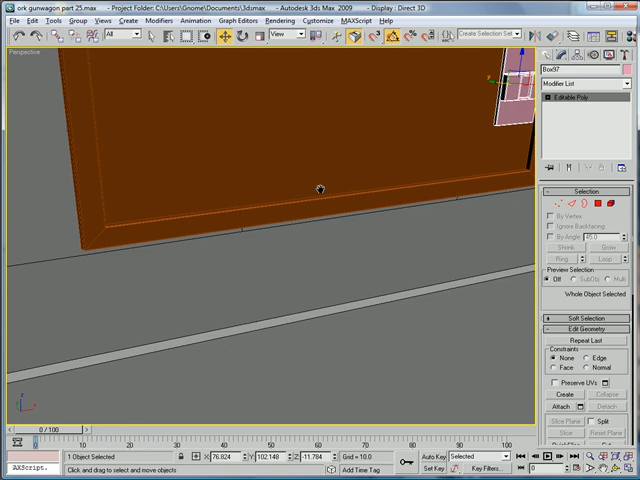 ork gunwagon part 25.max - Project Folder: C:\Users\Gnome\Documents\3dsmax - Autodesk 3ds Max 2009 - Display : Direct 3D
File Edit Tools Group Views Create Modifiers Animation Graph Editors Rendering Customize MAXScript Help
All View Create Selection Set
Perspective
Box97
Modifier List
Editable Poly
Selection
By Vertex
Ignore Backfacing
By Angle: 45.0
Shrink Grow
Ring Loop
Preview Selection
Off SubObj Multi
Whole Object Selected
Soft Selection
Edit Geometry
Repeat Last
Constraints
None Edge
Face Normal
Preserve UVs
Create Collapse
Attach Detach
Slice Plane Split
Slice Reset Plane
0 / 100
0 10 20 30 40 50 60 70 80 90 100
1 Object Selected X: 76.824 Y: 102.148 Z: -11.784 Grid = 10.0 Auto Key Selected
AXScript. Click and drag to select and move objects Add Time Tag Set Key Key Filters... 0